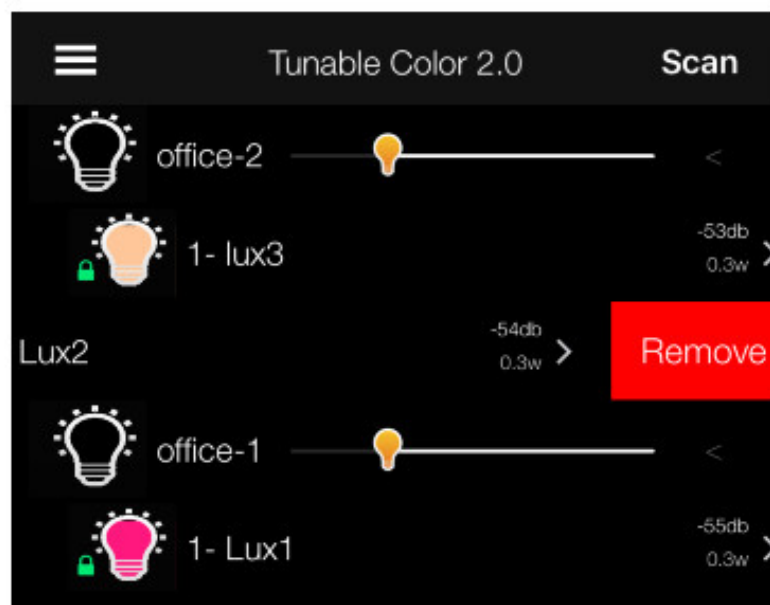 Tunable Color 2.0 Scan
office-2 <
1- lux3 -53db
0.3w
Lux2 -54db
0.3w
Remove
office-1 <
1- Lux1 -55db
0.3w